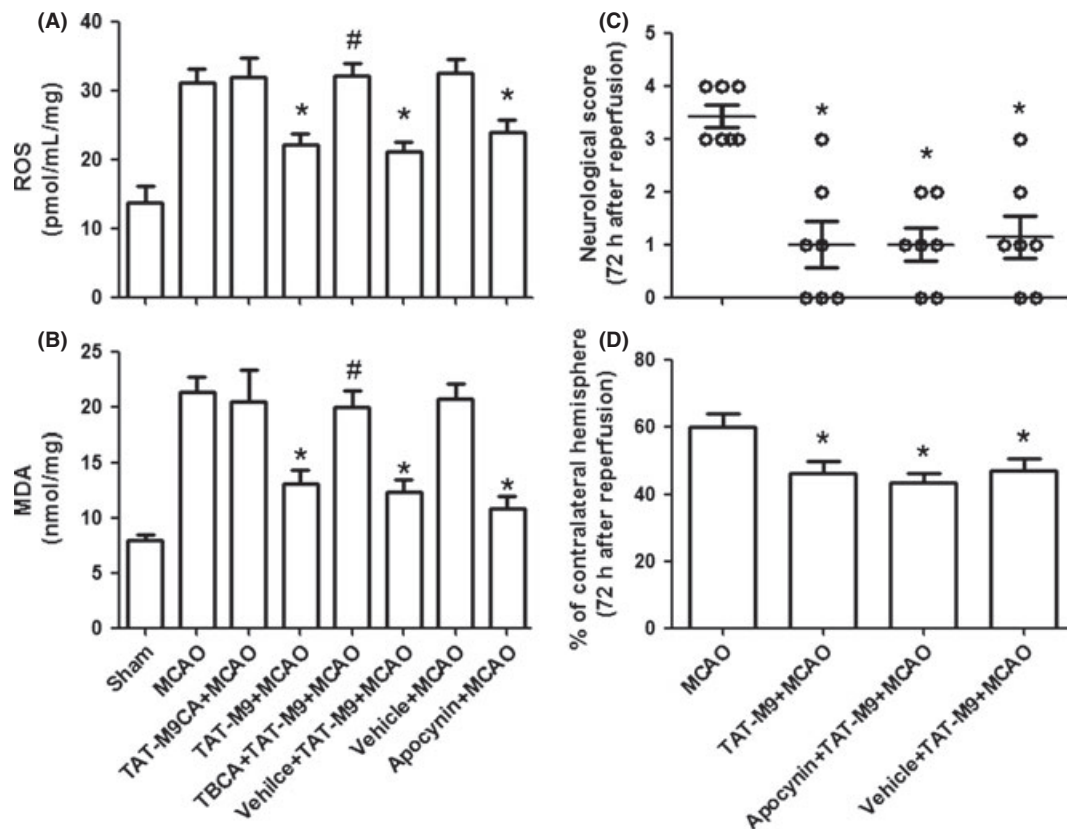 (A)
ROS
(pmol/mL/mg)
40
30
20
10
0
*
#
*
*
(B)
MDA
(nmol/mg)
25
20
15
10
5
0
*
#
*
*
Sham
MCAO
TAT-M9CA+MCAO
TAT-M9+MCAO
TBCA+TAT-M9+MCAO
Vehilce+TAT-M9+MCAO
Vehicle+MCAO
Apocynin+MCAO
(C)
Neurological score
(72 h after reperfusion)
5
4
3
2
1
0
*
*
*
(D)
% of contralateral hemisphere
(72 h after reperfusion)
80
60
40
20
0
*
*
*
MCAO
TAT-M9+MCAO
Apocynin+TAT-M9+MCAO
Vehicle+TAT-M9+MCAO